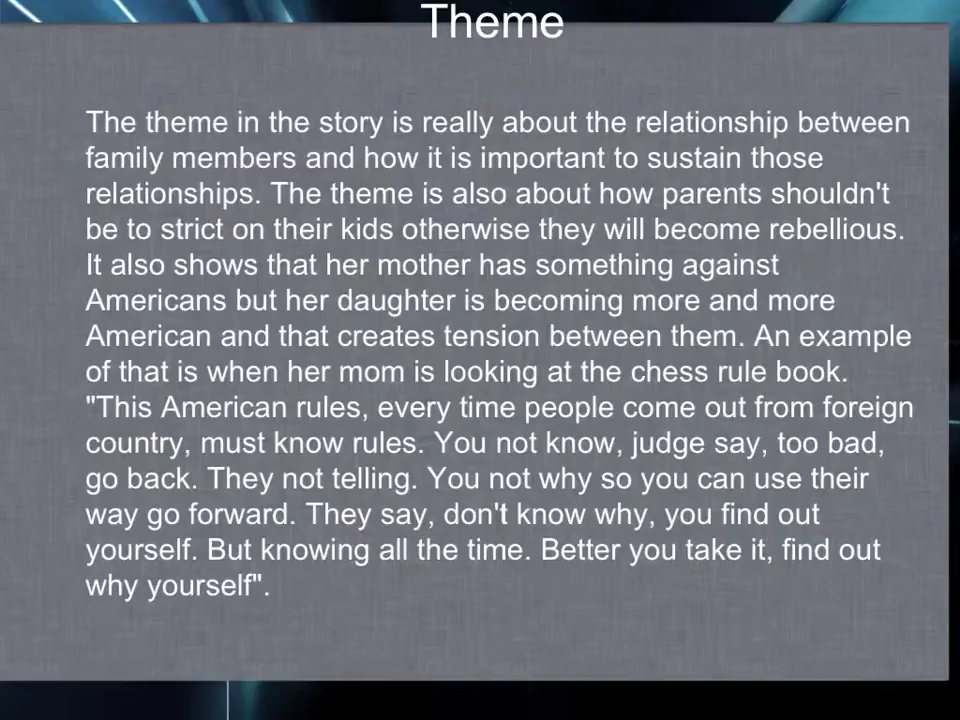 Theme
The theme in the story is really about the relationship between
family members and how it is important to sustain those
relationships. The theme is also about how parents shouldn't
be to strict on their kids otherwise they will become rebellious.
It also shows that her mother has something against
Americans but her daughter is becoming more and more
American and that creates tension between them. An example
of that is when her mom is looking at the chess rule book.
"This American rules, every time people come out from foreign
country, must know rules. You not know, judge say, too bad,
go back. They not telling. You not why so you can use their
way go forward. They say, don't know why, you find out
yourself. But knowing all the time. Better you take it, find out
why yourself".